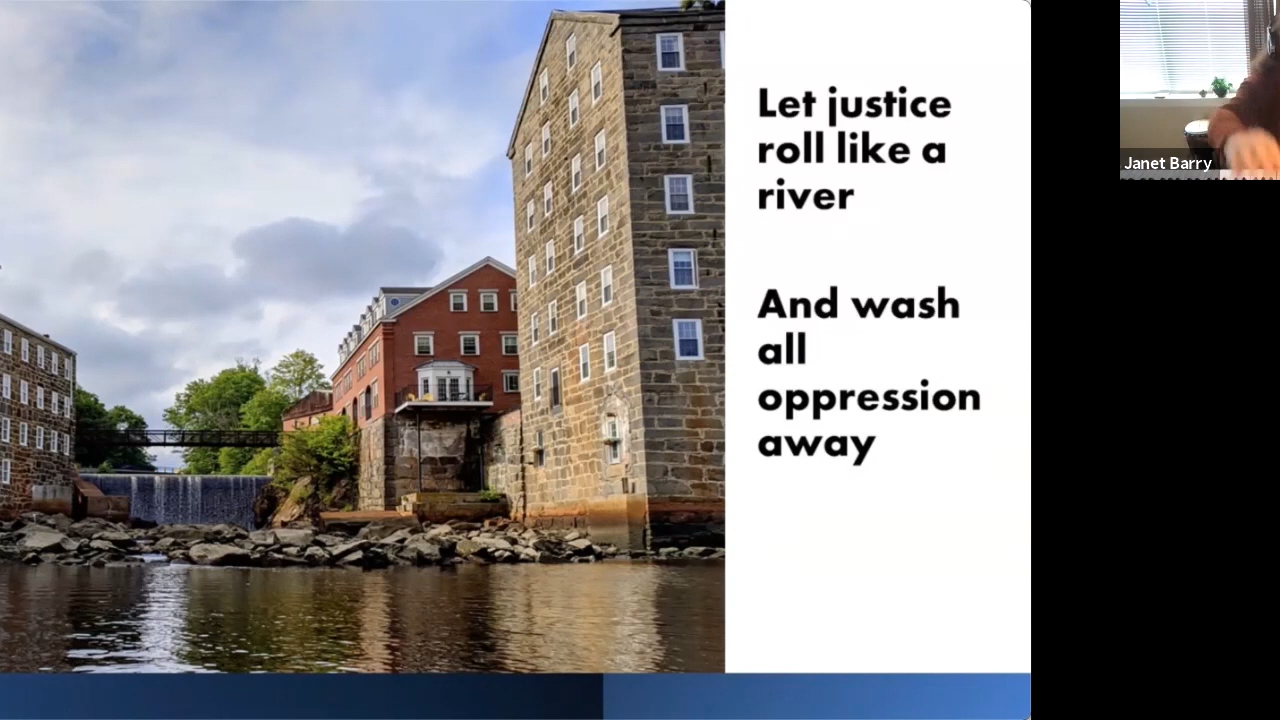 Let justice
roll like a
river
And wash
all
oppression
away
Janet Barry